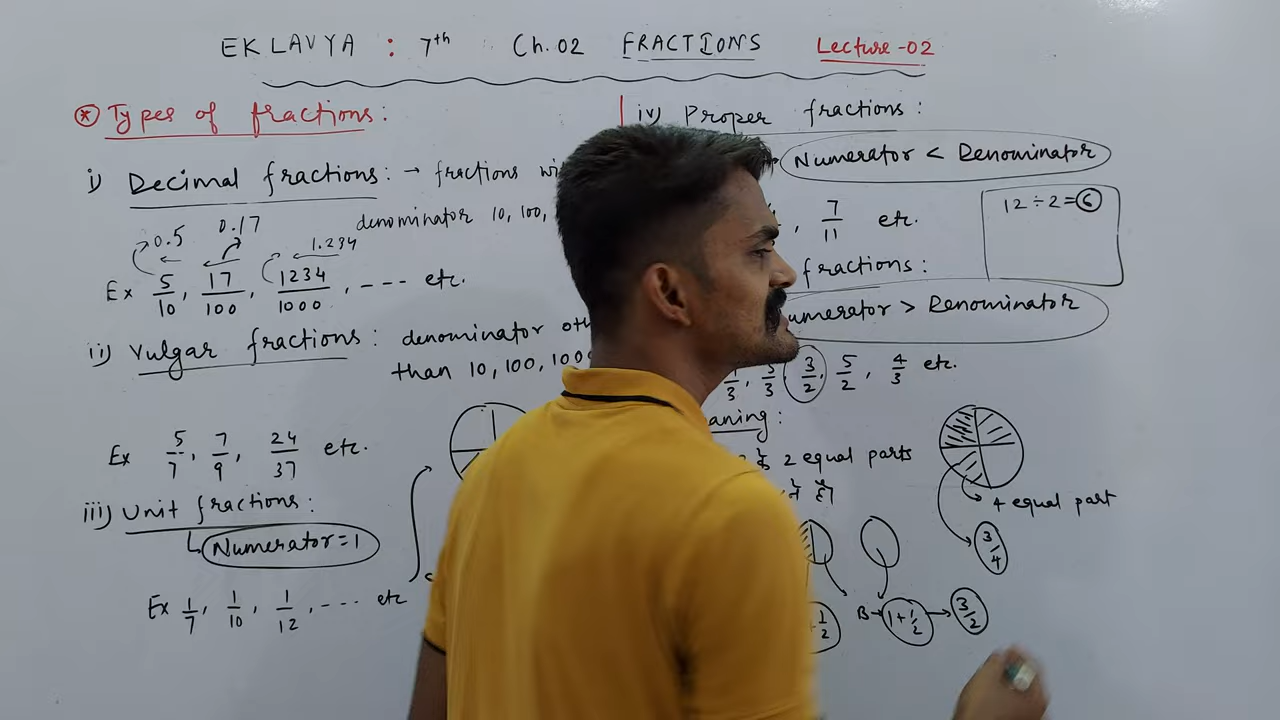 EKLAVYA : 7th Ch.02 FRACTIONS Lecture-02
* Types of fractions:
i) Decimal fractions: → fractions
denominator 10, 100,
0.5 0.17 1.234
Ex 5/10, 17/100, 1234/1000, ---- etc.
ii) Vulgar fractions: denominator
than 10, 100, 100
Ex 5/7, 7/9, 24/37 etc.
iii) Unit fractions:
Numerator=1
Ex 1/7, 1/10, 1/12, ---- etc
iv) Proper fractions:
Numerator < Denominator
, 7/11 etc.
12÷2=6
fractions:
umerator > Denominator
3/2, 5/2, 4/3 etc.
aning:
2 equal parts
4 equal part
3/4
1/2
B→ 1+1/2 → 3/2